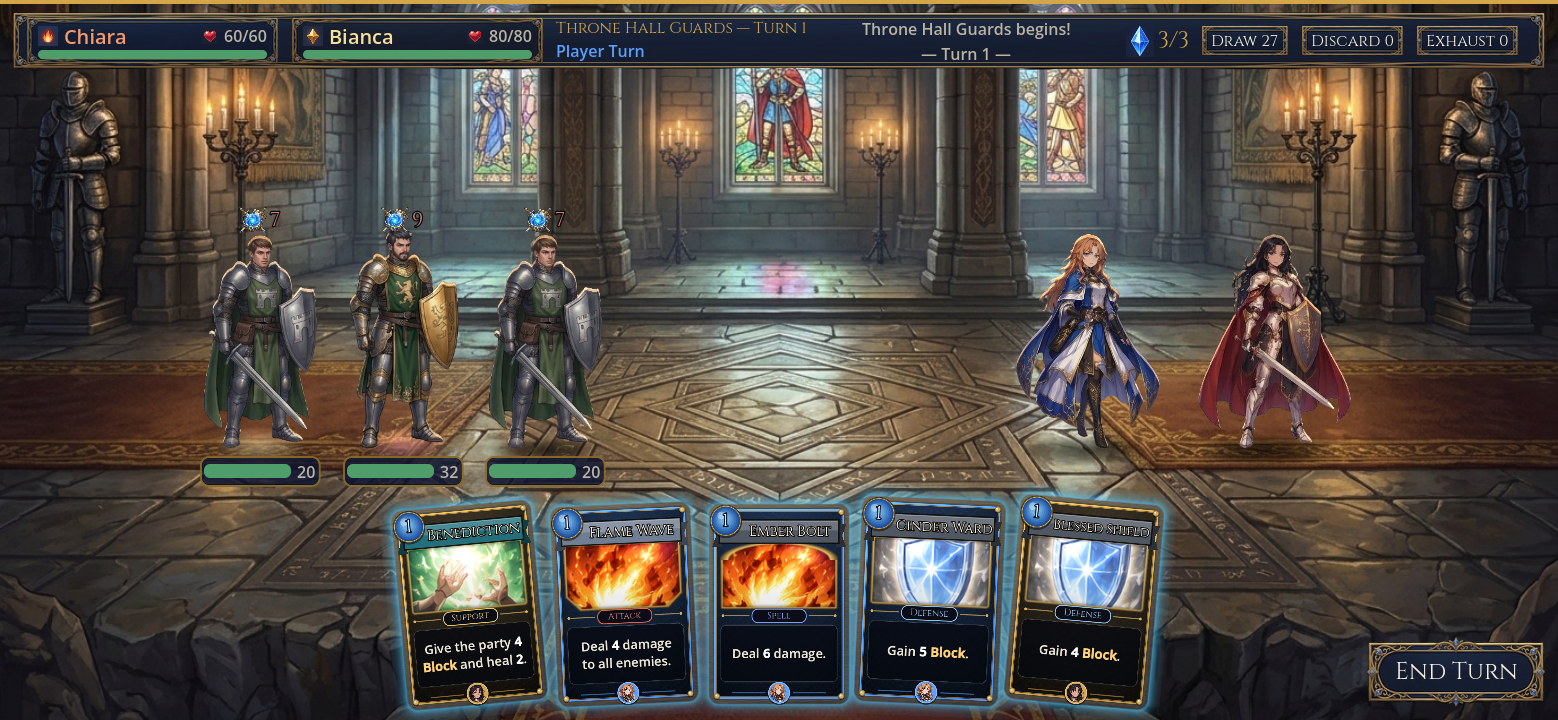 Chiara 60/60
Bianca 80/80
Throne Hall Guards — Turn 1
Player Turn
Throne Hall Guards begins!
— Turn 1 —
3/3
Draw 27
Discard 0
Exhaust 0
7
9
7
20
32
20
1
Benediction
Support
Give the party 4
Block and heal 2.
1
Flame Wave
Attack
Deal 4 damage
to all enemies.
1
Ember Bolt
Spell
Deal 6 damage.
1
Cinder Ward
Defense
Gain 5 Block.
1
Blessed Shield
Defense
Gain 4 Block.
End Turn